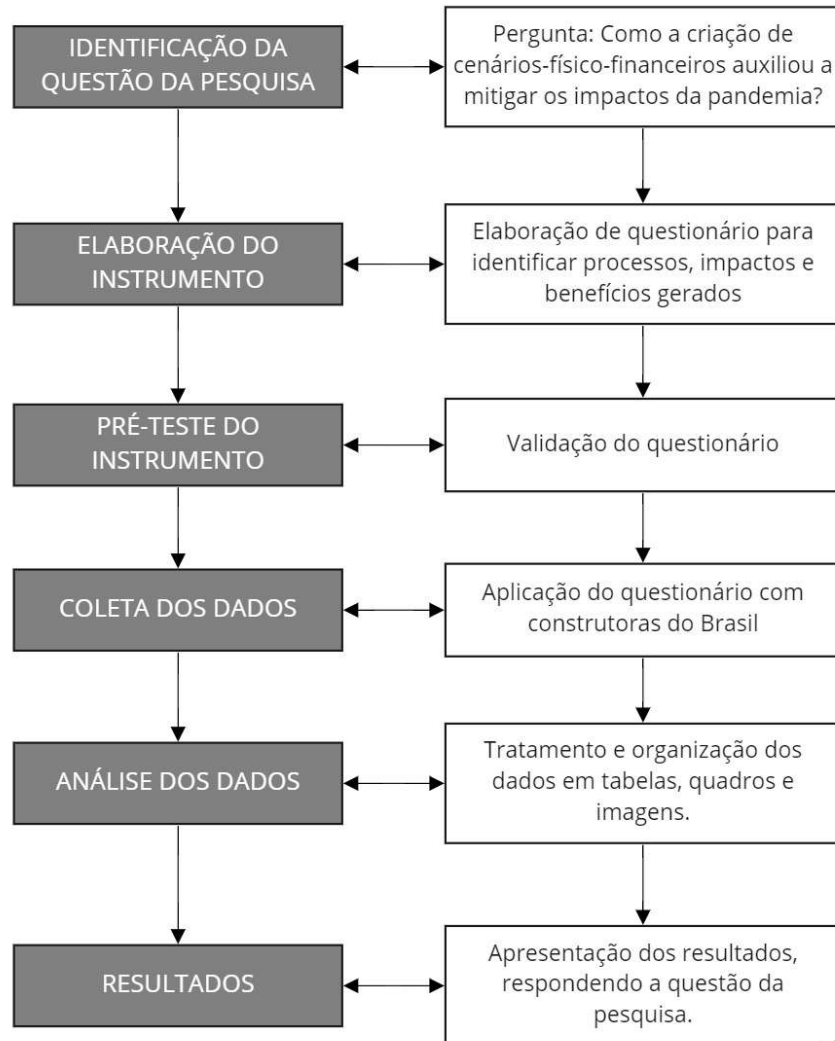 IDENTIFICAÇÃO DA
QUESTÃO DA PESQUISA
Pergunta: Como a criação de
cenários-físico-financeiros auxiliou a
mitigar os impactos da pandemia?
ELABORAÇÃO DO
INSTRUMENTO
Elaboração de questionário para
identificar processos, impactos e
benefícios gerados
PRÉ-TESTE DO
INSTRUMENTO
Validação do questionário
COLETA DOS DADOS
Aplicação do questionário com
construtoras do Brasil
ANÁLISE DOS DADOS
Tratamento e organização dos
dados em tabelas, quadros e
imagens.
RESULTADOS
Apresentação dos resultados,
respondendo a questão da
pesquisa.